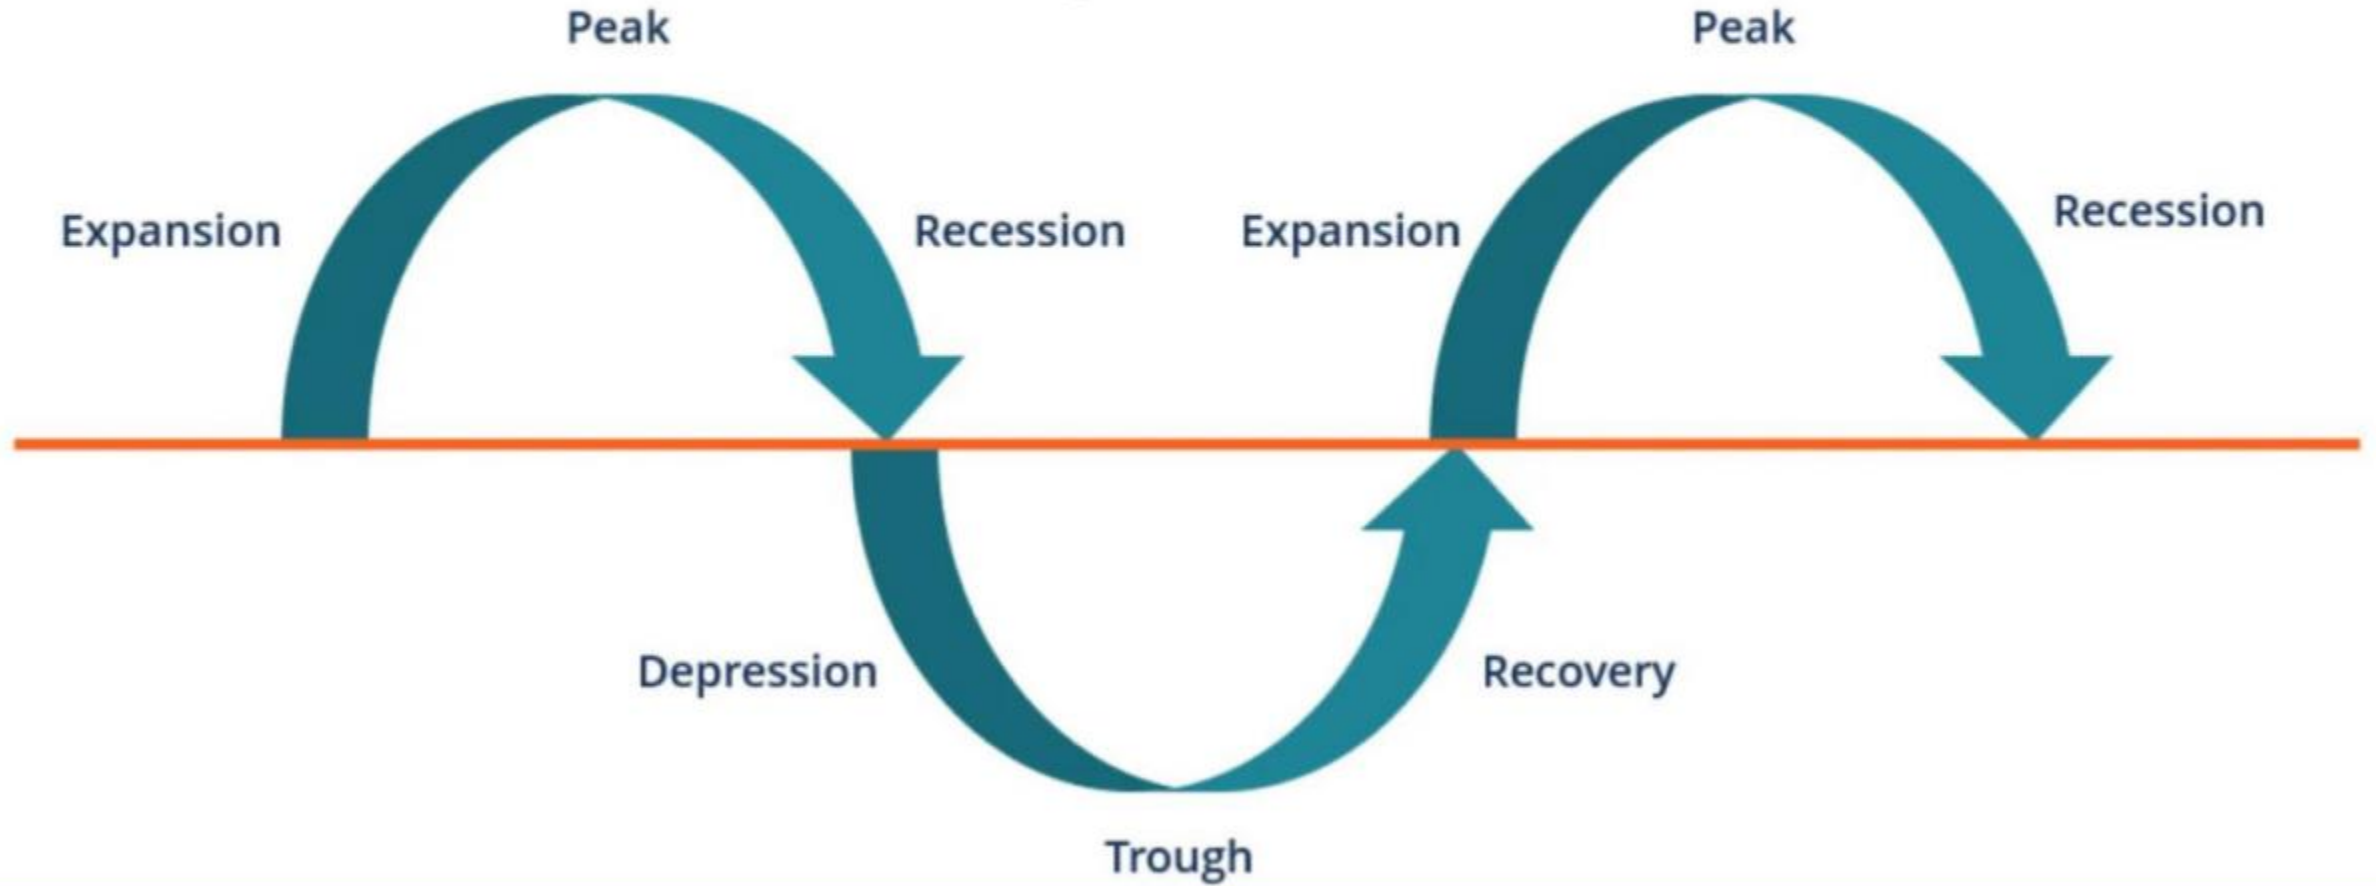 Peak
Peak
Expansion
Recession
Expansion
Recession
Depression
Recovery
Trough